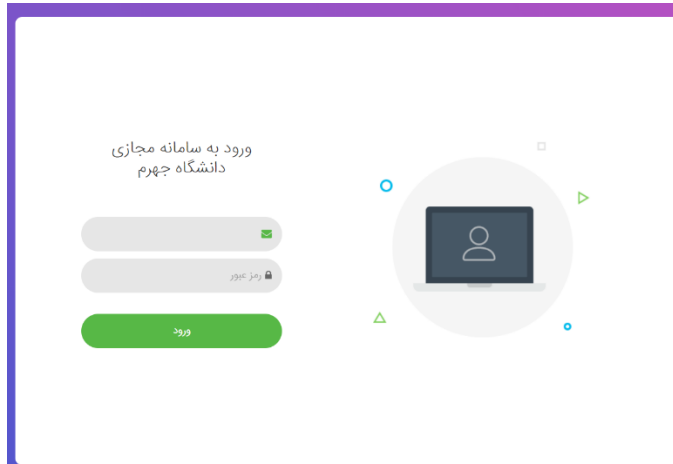 ورود به سامانه مجازی
دانشگاه جهرم
رمز عبور
ورود